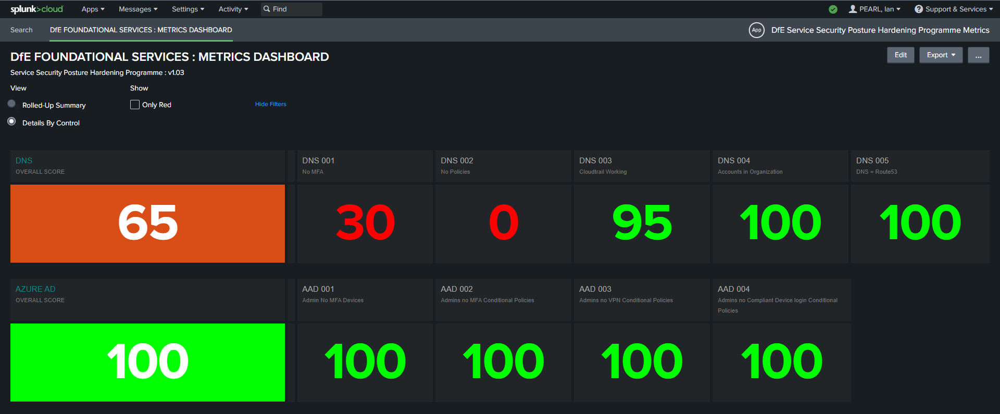 splunk>cloud Apps Messages Settings Activity Find PEARL, Ian ? Support & Services
Search DfE FOUNDATIONAL SERVICES : METRICS DASHBOARD App DfE Service Security Posture Hardening Programme Metrics
DfE FOUNDATIONAL SERVICES : METRICS DASHBOARD Edit Export ...
Service Security Posture Hardening Programme : v1.03
View Show
Rolled-Up Summary Only Red Hide Filters
Details By Control
DNS DNS 001 DNS 002 DNS 003 DNS 004 DNS 005
OVERALL SCORE No MFA No Policies Cloudtrail Working Accounts in Organization DNS = Route53
65 30 0 95 100 100
AZURE AD AAD 001 AAD 002 AAD 003 AAD 004
OVERALL SCORE Admin No MFA Devices Admins no MFA Conditional Policies Admins no VPN Conditional Policies Admins no Compliant Device login Conditional
Policies
100 100 100 100 100